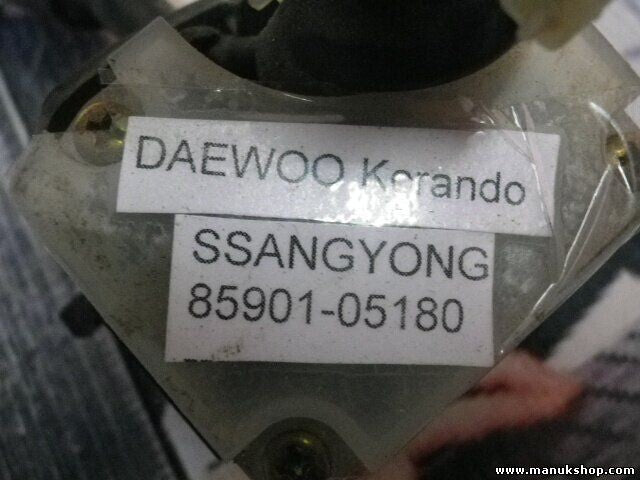 DAEWOO Korando
SSANGYONG
85901-05180
www.manukshop.com